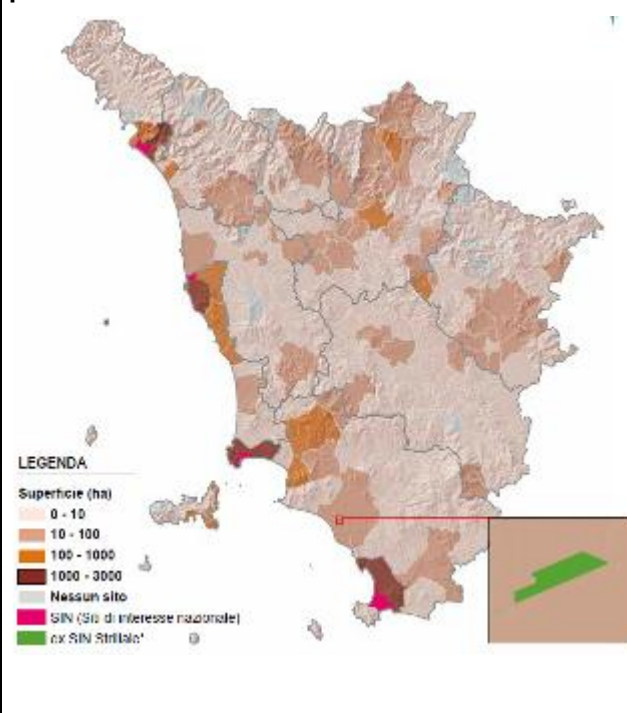 LEGENDA
Superficie (ha)
0 - 10
10 - 100
100 - 1000
1000 - 3000
Nessun sito
SIN (Siti di interesse nazionale)
ex SIN Strillaie*